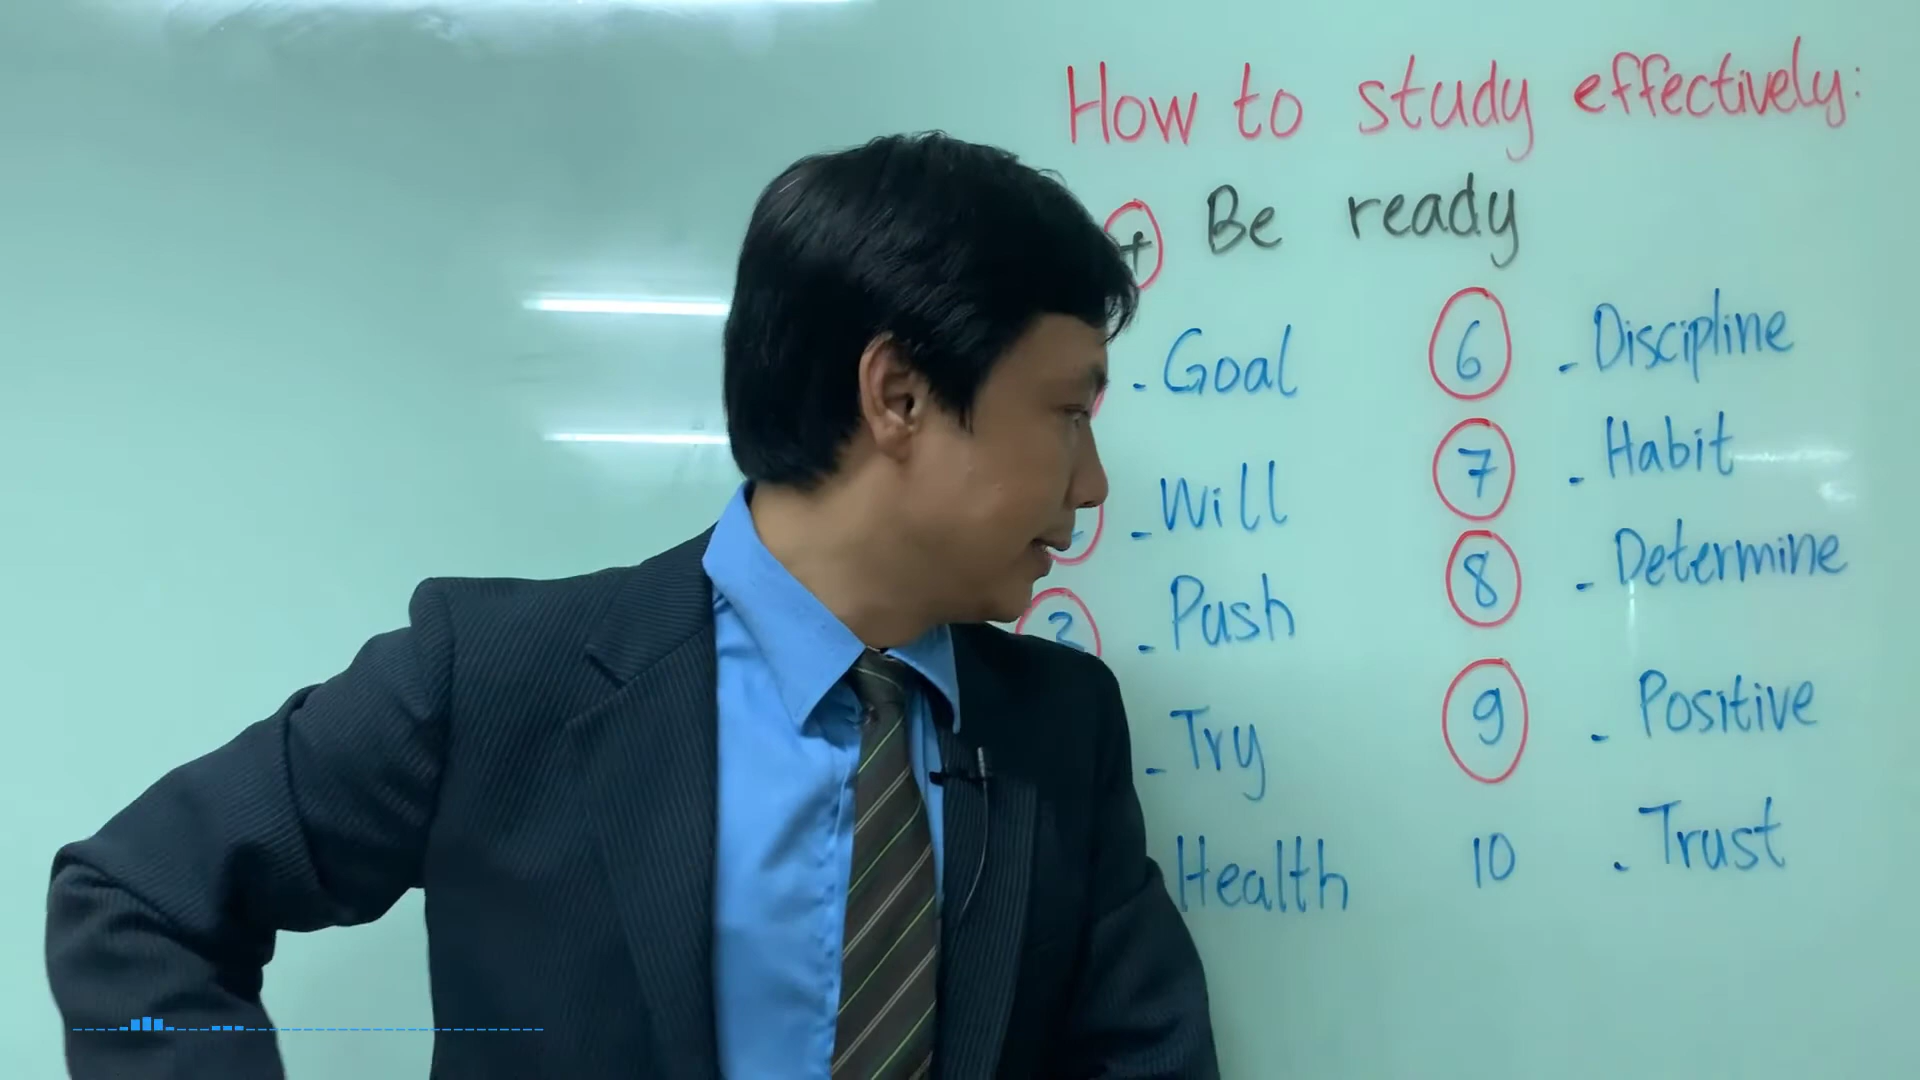 How to study effectively:
+ Be ready
- Goal
- Will
3 - Push
- Try
Health
6 - Discipline
7 - Habit
8 - Determine
9 - Positive
10 - Trust